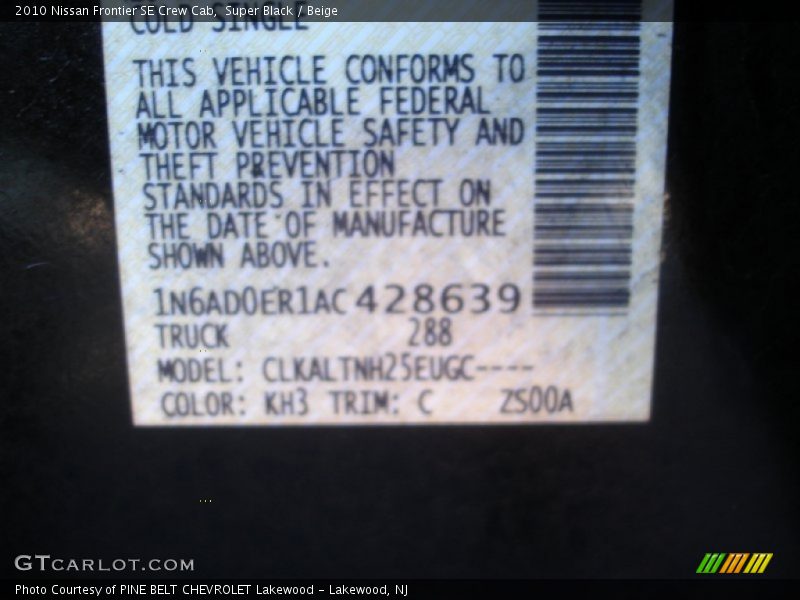 2010 Nissan Frontier SE Crew Cab,  Super Black / Beige
COLD SINGLE
THIS VEHICLE CONFORMS TO
ALL APPLICABLE FEDERAL
MOTOR VEHICLE SAFETY AND
THEFT PREVENTION
STANDARDS IN EFFECT ON
THE DATE OF MANUFACTURE
SHOWN ABOVE.
1N6AD0ER1AC428639
TRUCK 288
MODEL: CLKALTNH25EUGC----
COLOR: KH3 TRIM: C ZS00A
GTCARLOT.COM
Photo Courtesy of PINE BELT CHEVROLET Lakewood - Lakewood, NJ